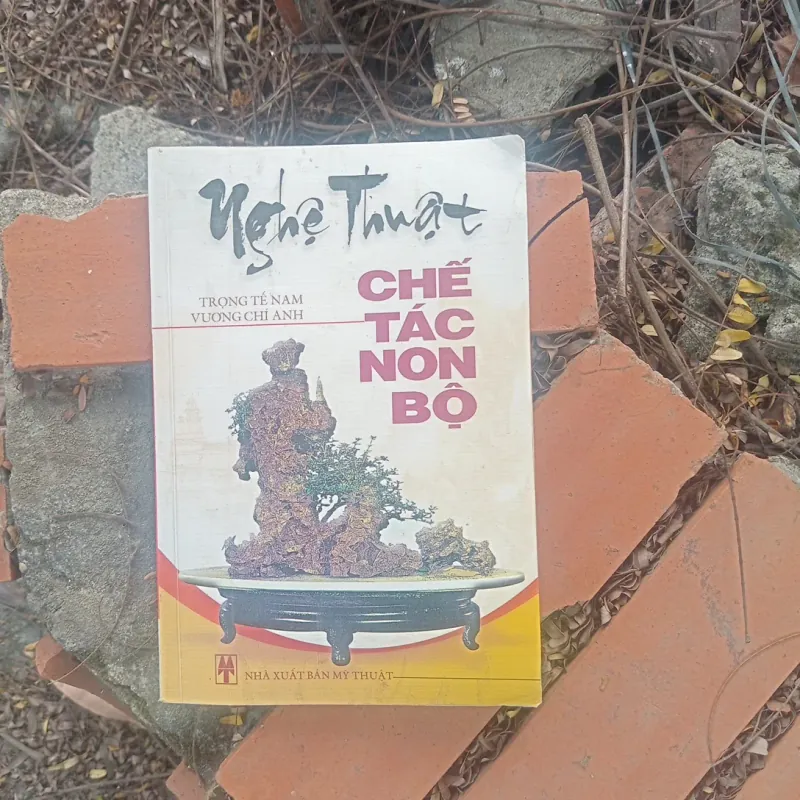 Nghệ Thuật
CHẾ
TÁC
NON
BỘ
TRỌNG TẾ NAM
VƯƠNG CHÍ ANH
MT
NHÀ XUẤT BẢN MỸ THUẬT